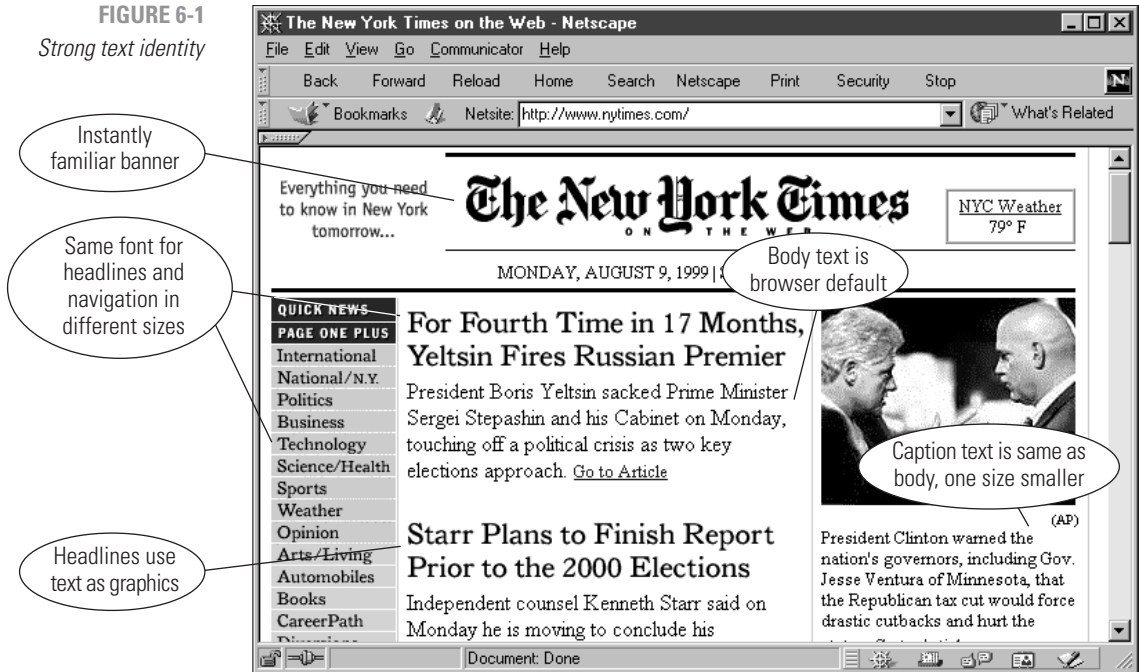 FIGURE 6-1
Strong text identity
The New York Times on the Web - Netscape
File Edit View Go Communicator Help
Back Forward Reload Home Search Netscape Print Security Stop
N
Bookmarks Netsite: http://www.nytimes.com/ What's Related
Instantly
familiar banner
Everything you need
to know in New York
tomorrow...
The New York Times
ON THE WEB
NYC Weather
79° F
Same font for
headlines and
navigation in
different sizes
MONDAY, AUGUST 9, 1999 |
Body text is
browser default
QUICK NEWS
PAGE ONE PLUS
International
National/N.Y.
Politics
Business
Technology
Science/Health
Sports
Weather
Opinion
Arts/Living
Automobiles
Books
CareerPath
For Fourth Time in 17 Months,
Yeltsin Fires Russian Premier
President Boris Yeltsin sacked Prime Minister
Sergei Stepashin and his Cabinet on Monday,
touching off a political crisis as two key
elections approach. Go to Article
Caption text is same as
body, one size smaller
(AP)
Headlines use
text as graphics
Starr Plans to Finish Report
Prior to the 2000 Elections
Independent counsel Kenneth Starr said on
Monday he is moving to conclude his
President Clinton warned the
nation's governors, including Gov.
Jesse Ventura of Minnesota, that
the Republican tax cut would force
drastic cutbacks and hurt the
Document: Done